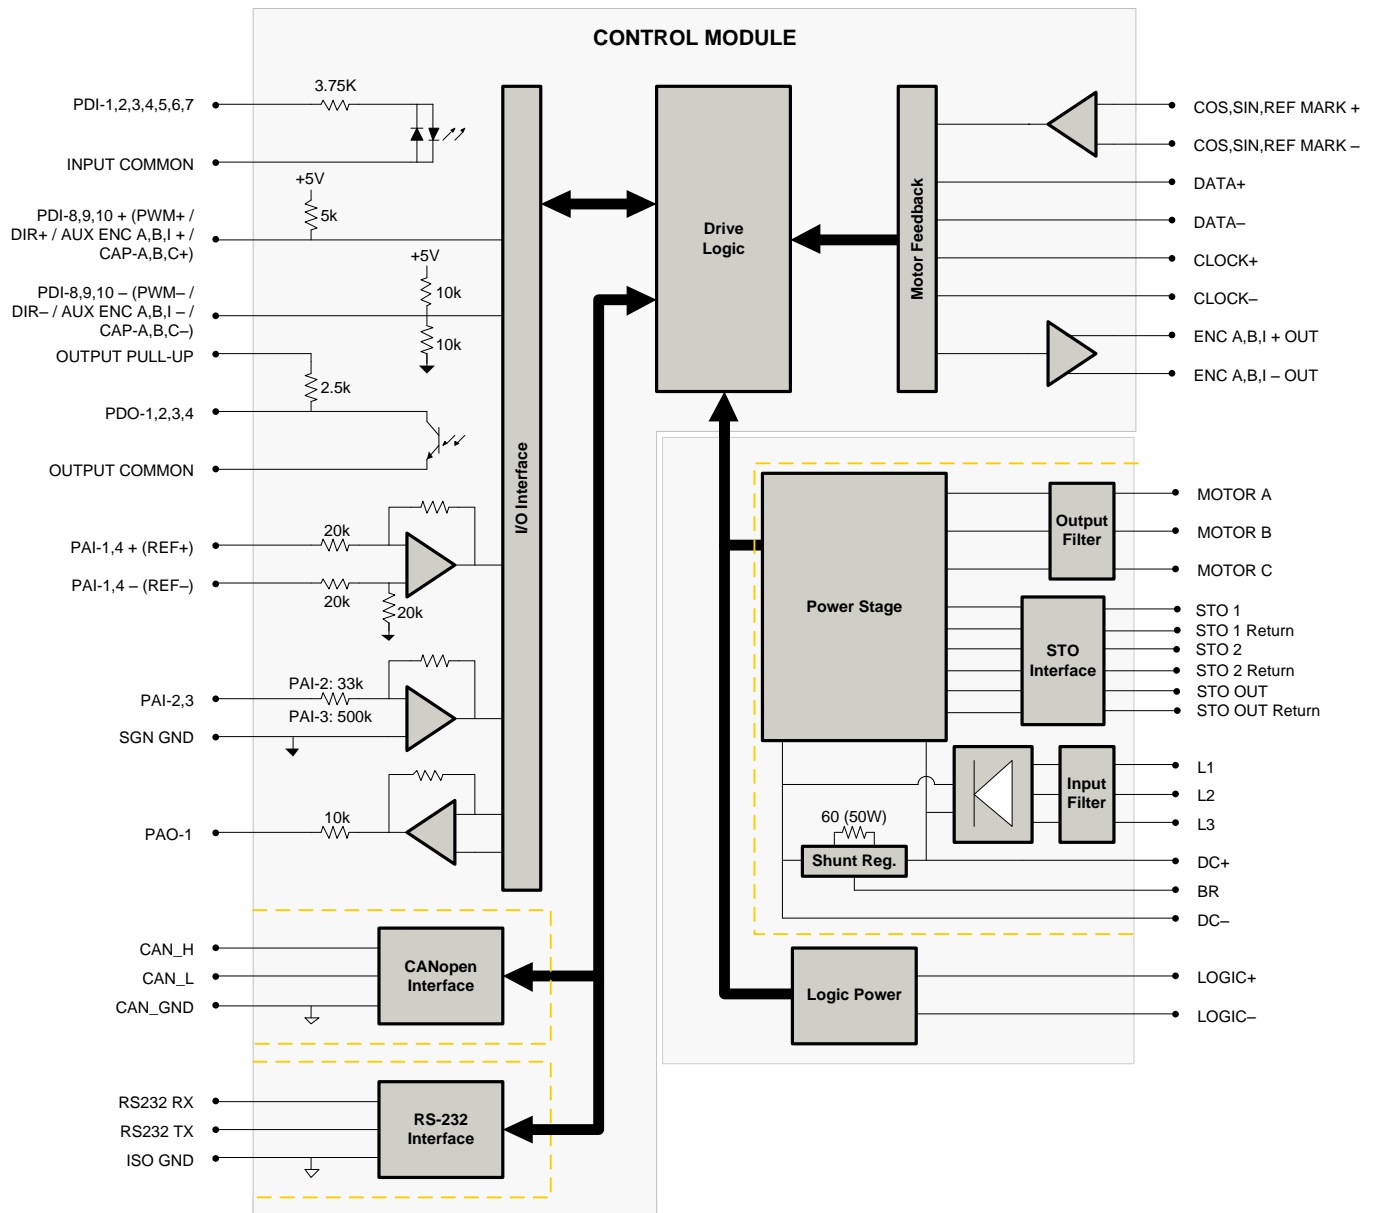 CONTROL MODULE
PDI-1,2,3,4,5,6,7
3.75K
INPUT COMMON
+5V
5k
PDI-8,9,10 + (PWM+ /
DIR+ / AUX ENC A,B,I + /
CAP-A,B,C+)
+5V
10k
PDI-8,9,10 – (PWM– /
DIR– / AUX ENC A,B,I – /
CAP-A,B,C–)
10k
OUTPUT PULL-UP
2.5k
PDO-1,2,3,4
OUTPUT COMMON
20k
PAI-1,4 + (REF+)
PAI-1,4 – (REF–)
20k
20k
PAI-2: 33k
PAI-2,3
PAI-3: 500k
SGN GND
10k
PAO-1
I/O Interface
CAN_H
CAN_L
CAN_GND
CANopen
Interface
RS232 RX
RS232 TX
ISO GND
RS-232
Interface
Drive
Logic
Motor Feedback
COS,SIN,REF MARK +
COS,SIN,REF MARK –
DATA+
DATA–
CLOCK+
CLOCK–
ENC A,B,I + OUT
ENC A,B,I – OUT
Power Stage
Output
Filter
MOTOR A
MOTOR B
MOTOR C
STO
Interface
STO 1
STO 1 Return
STO 2
STO 2 Return
STO OUT
STO OUT Return
Input
Filter
L1
L2
L3
60 (50W)
Shunt Reg.
DC+
BR
DC–
Logic Power
LOGIC+
LOGIC–